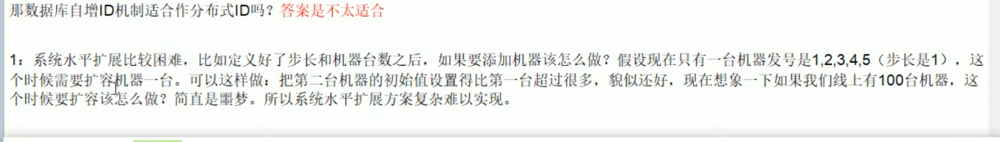 那数据库自增ID机制适合作分布式ID吗？答案是不太适合
1：系统水平扩展比较困难，比如定义好了步长和机器台数之后，如果要添加机器该怎么做？假设现在只有一台机器发号是1,2,3,4,5（步长是1），这
个时候需要扩容机器一台。可以这样做：把第二台机器的初始值设置得比第一台超过很多，貌似还好，现在想象一下如果我们线上有100台机器，这
个时候要扩容该怎么做？简直是噩梦。所以系统水平扩展方案复杂难以实现。